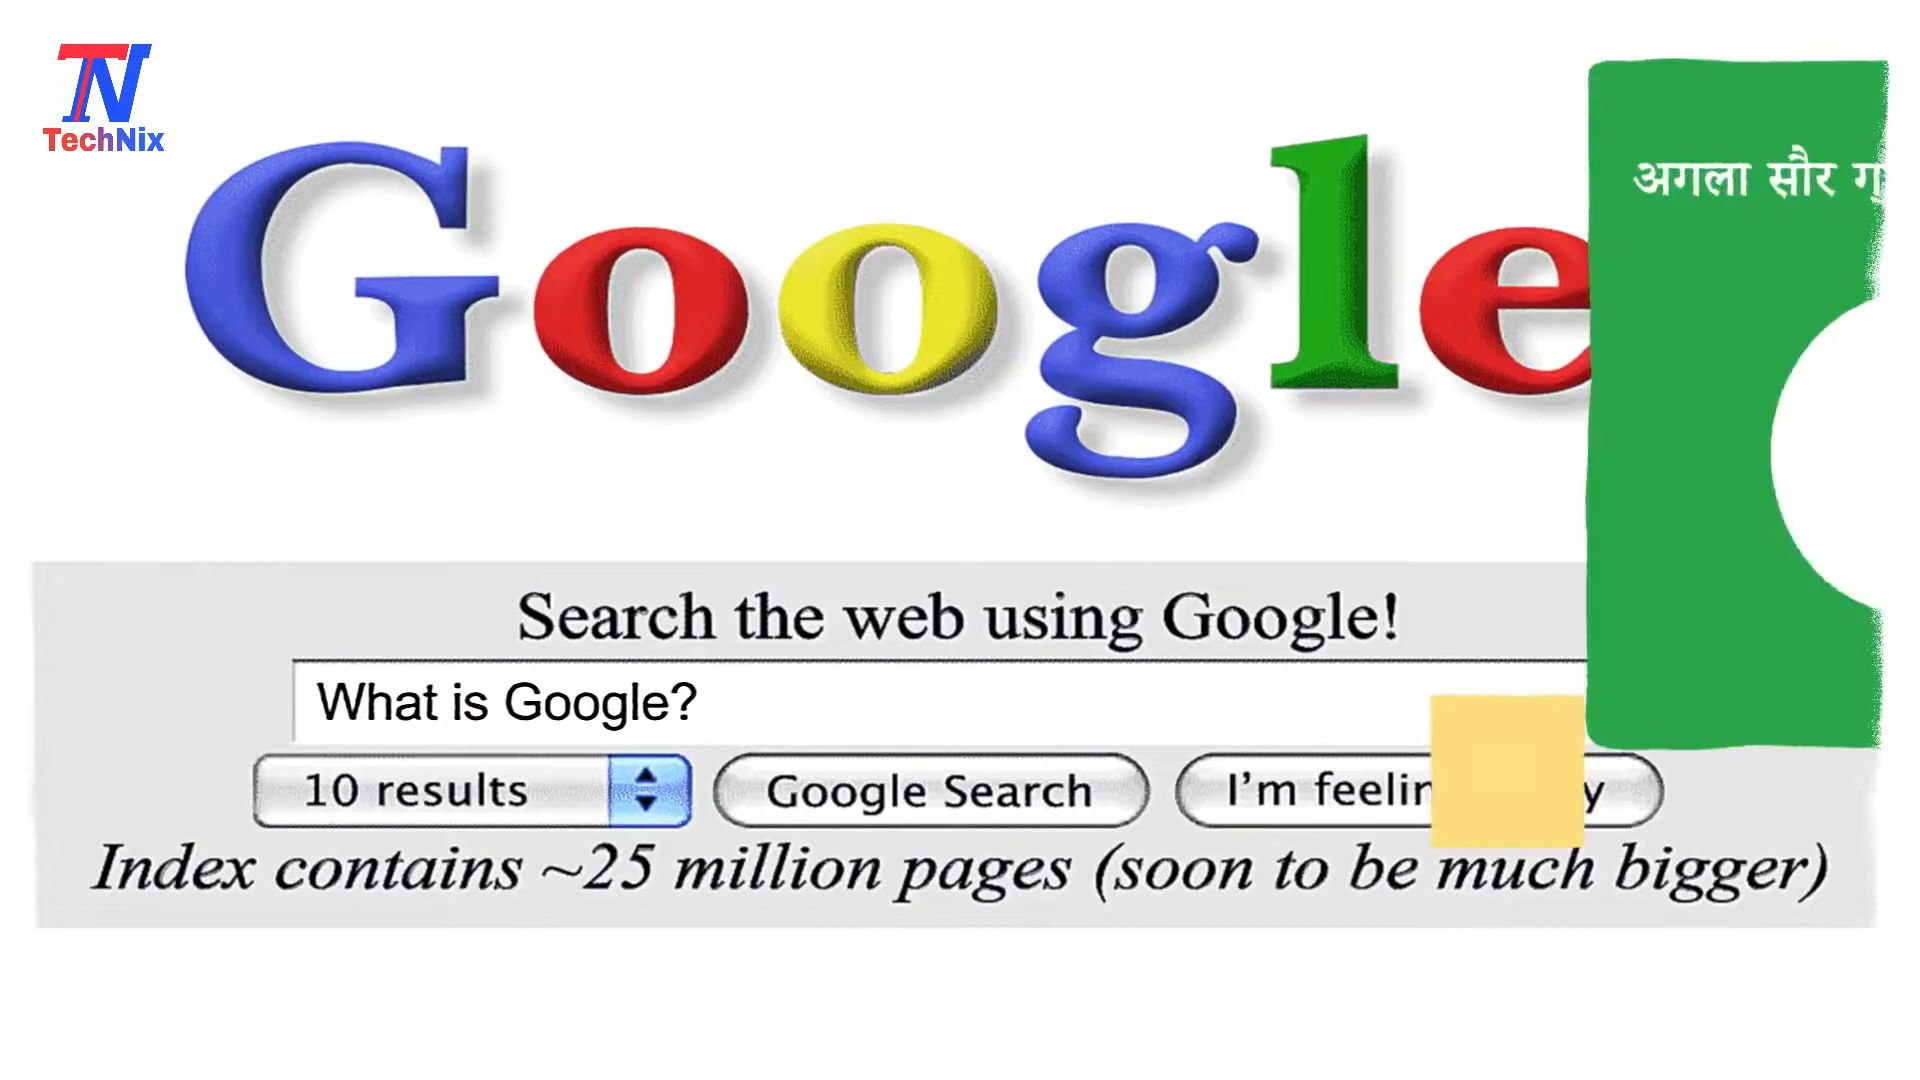 TN
TechNix
Google
अगला सौर
Search the web using Google!
What is Google?
10 results
Google Search
I'm
Index contains ~25 million pages (soon to be much bigger)